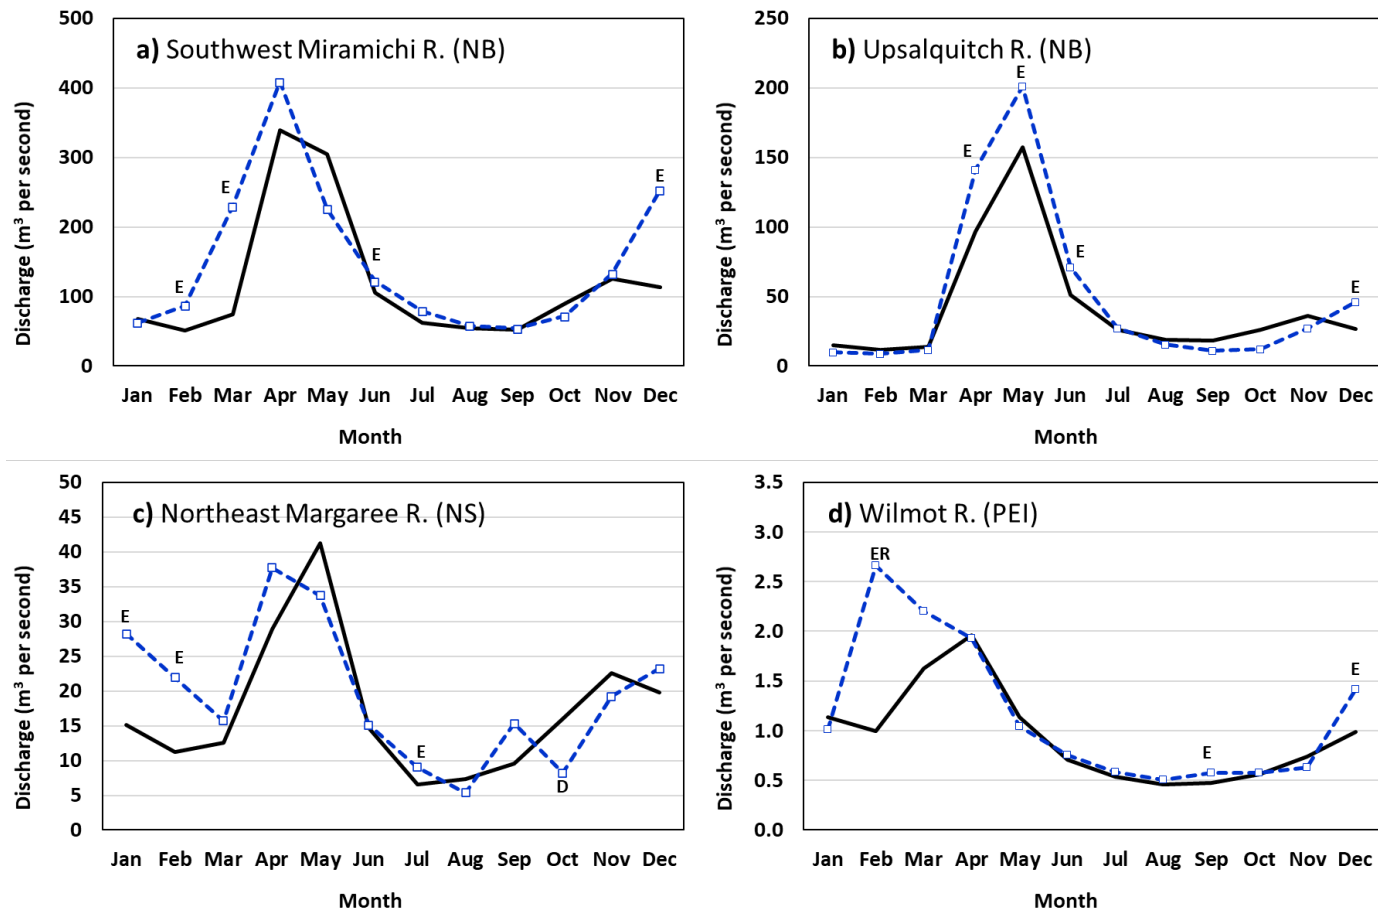 a) Southwest Miramichi R. (NB)
Discharge (m³ per second)
500
400
300
200
100
0
E
E
E
E
Jan Feb Mar Apr May Jun Jul Aug Sep Oct Nov Dec
Month
b) Upsalquitch R. (NB)
Discharge (m³ per second)
250
200
150
100
50
0
E
E
E
E
Jan Feb Mar Apr May Jun Jul Aug Sep Oct Nov Dec
Month
c) Northeast Margaree R. (NS)
Discharge (m³ per second)
50
45
40
35
30
25
20
15
10
5
0
E
E
E
D
Jan Feb Mar Apr May Jun Jul Aug Sep Oct Nov Dec
Month
d) Wilmot R. (PEI)
Discharge (m³ per second)
3.5
3.0
2.5
2.0
1.5
1.0
0.5
0.0
ER
E
E
Jan Feb Mar Apr May Jun Jul Aug Sep Oct Nov Dec
Month